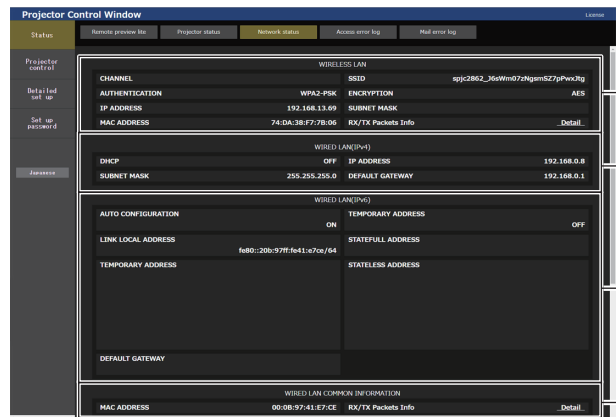 Projector Control Window
License
Status
Remote preview lite
Projector status
Network status
Access error log
Mail error log
Projector
control
Detailed
set up
Set up
password
Japanese
WIRELESS LAN
CHANNEL
SSID spjc2862_J6sWm07zNgsmSZ7pPwxJtg
AUTHENTICATION WPA2-PSK ENCRYPTION AES
IP ADDRESS 192.168.13.69 SUBNET MASK
MAC ADDRESS 74:DA:38:F7:7B:06 RX/TX Packets Info Detail
WIRED LAN(IPv4)
DHCP OFF IP ADDRESS 192.168.0.8
SUBNET MASK 255.255.255.0 DEFAULT GATEWAY 192.168.0.1
WIRED LAN(IPv6)
AUTO CONFIGURATION TEMPORARY ADDRESS
ON OFF
LINK LOCAL ADDRESS STATEFULL ADDRESS
fe80::20b:97ff:fe41:e7ce/64
TEMPORARY ADDRESS STATELESS ADDRESS
DEFAULT GATEWAY
WIRED LAN COMMON INFORMATION
MAC ADDRESS 00:0B:97:41:E7:CE RX/TX Packets Info Detail